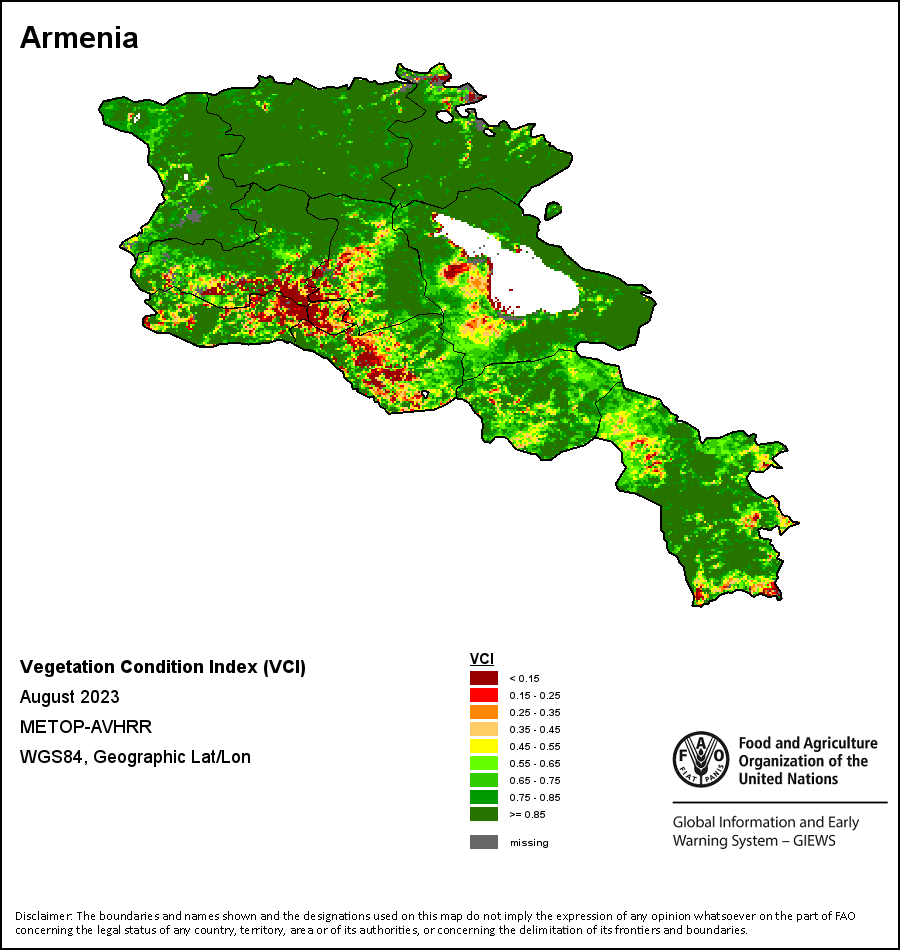 Armenia
Vegetation Condition Index (VCI)
August 2023
METOP-AVHRR
WGS84, Geographic Lat/Lon
VCI
< 0.15
0.15 - 0.25
0.25 - 0.35
0.35 - 0.45
0.45 - 0.55
0.55 - 0.65
0.65 - 0.75
0.75 - 0.85
>= 0.85
missing
F A O
FIAT PANIS
Food and Agriculture
Organization of the
United Nations
Global Information and Early
Warning System – GIEWS
Disclaimer: The boundaries and names shown and the designations used on this map do not imply the expression of any opinion whatsoever on the part of FAO
concerning the legal status of any country, territory, area or of its authorities, or concerning the delimitation of its frontiers and boundaries.